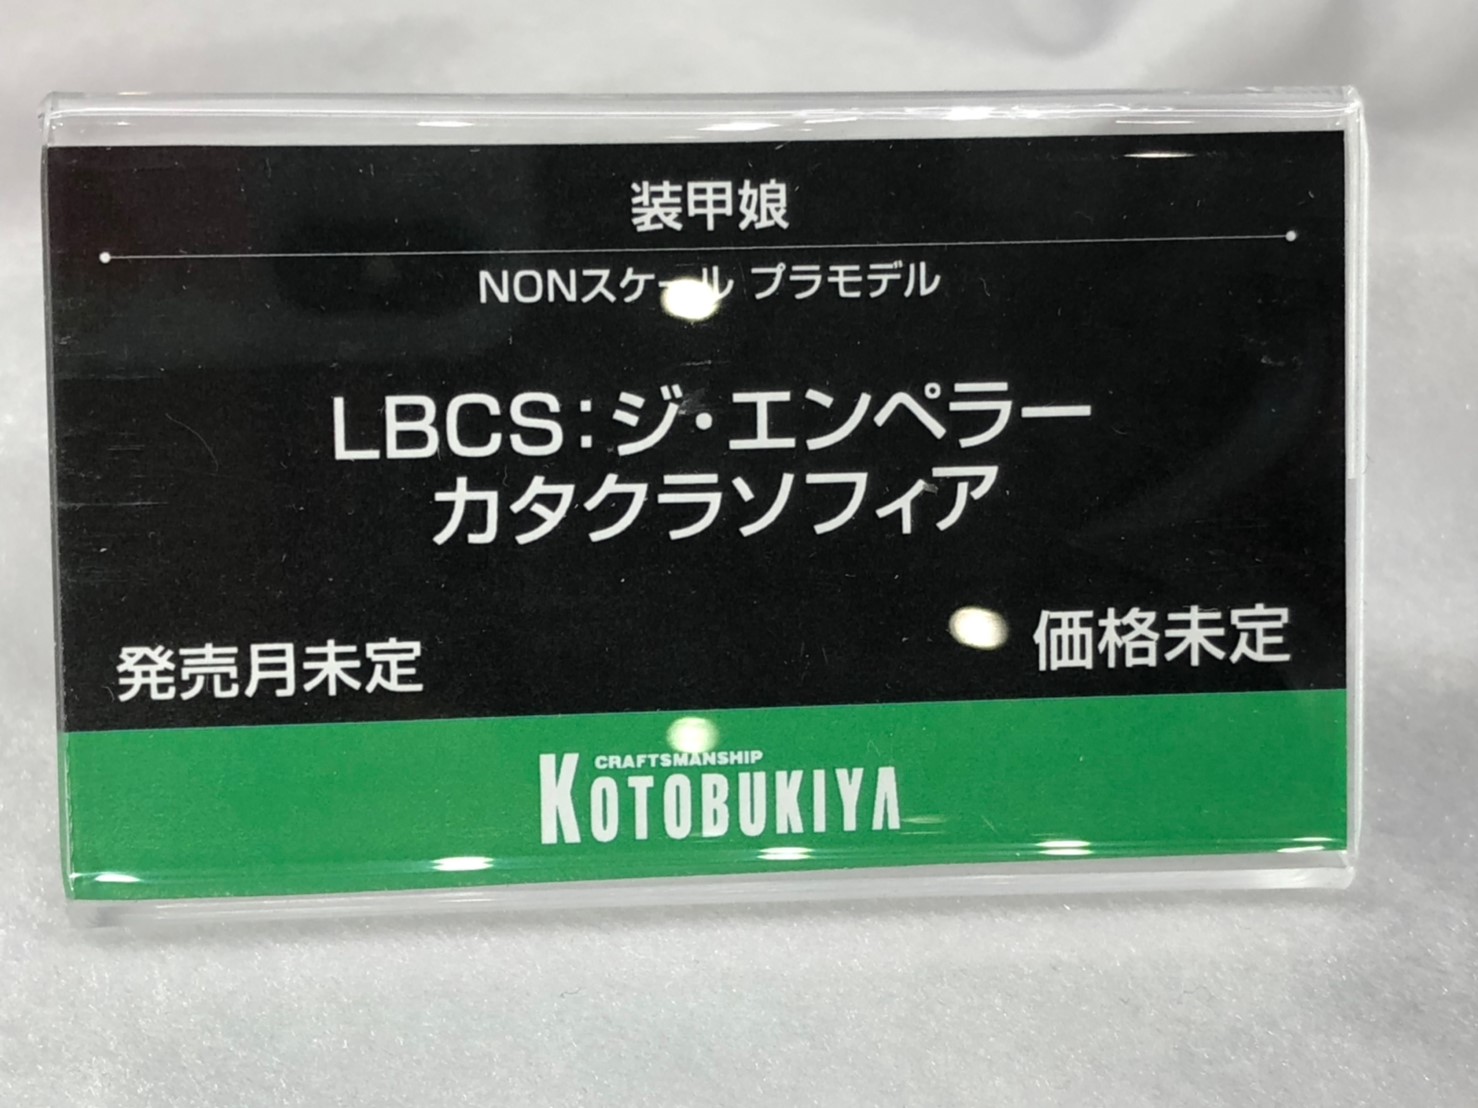 装甲娘
NONスケール プラモデル
LBCS:ジ・エンペラー
カタクラソフィア
発売月未定
価格未定
CRAFTSMANSHIP
KOTOBUKIYA